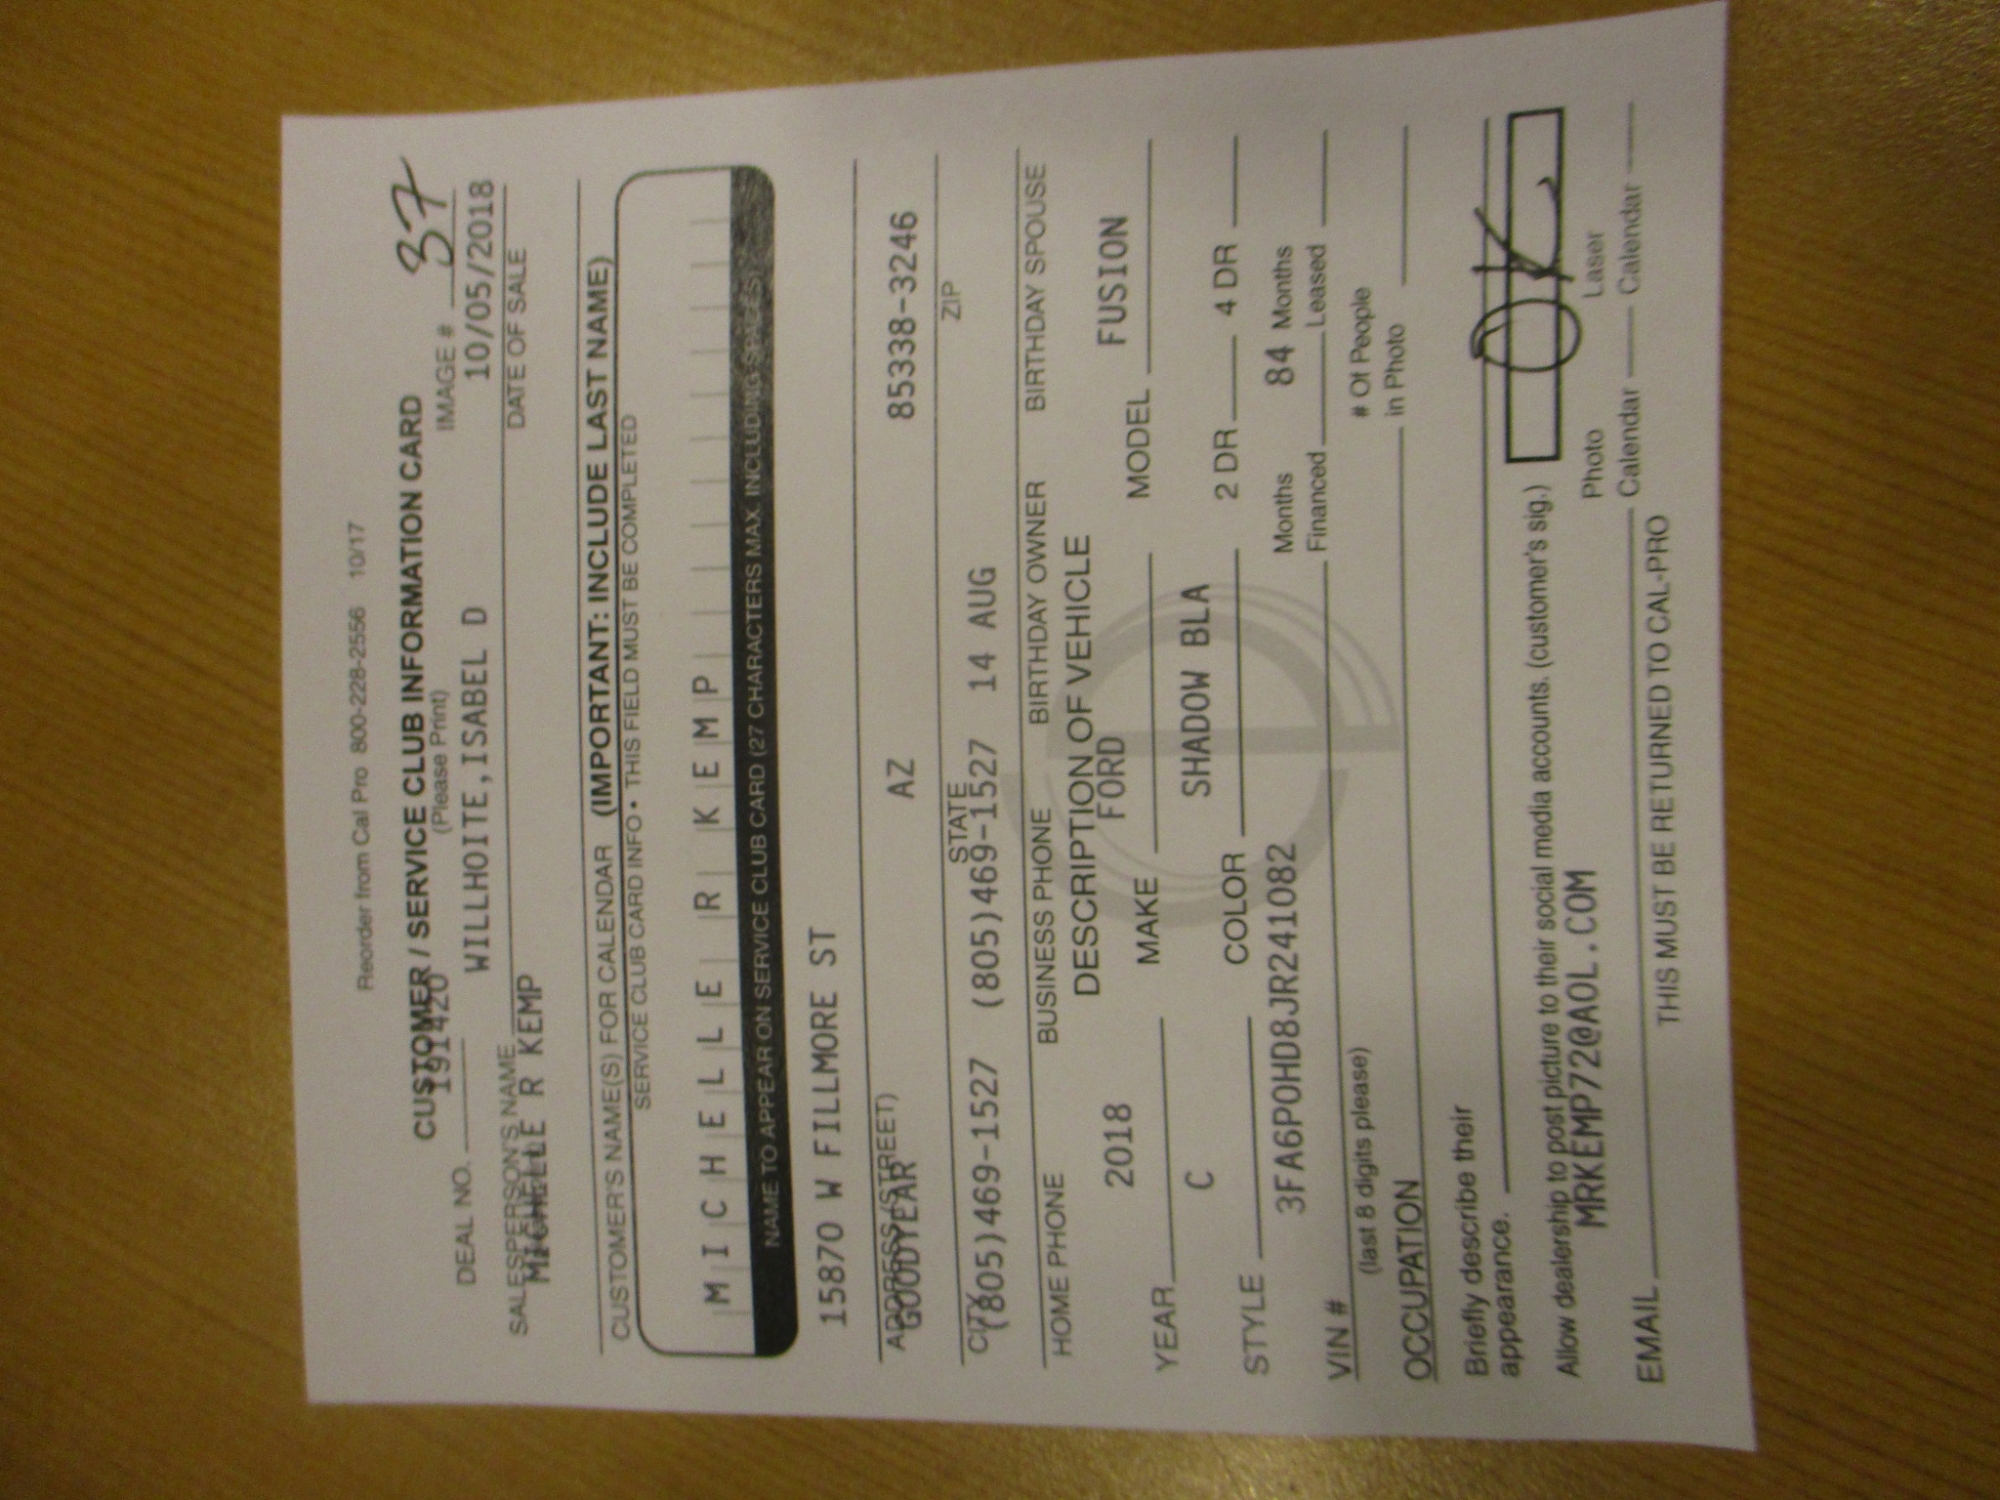 Reorder from Cal Pro 800-228-2556 10/17
CUSTOMER / SERVICE CLUB INFORMATION CARD
(Please Print)
IMAGE # 37
DEAL NO. 191420
WILLHOITE,ISABEL D 10/05/2018
SALESPERSON'S NAME DATE OF SALE
MICHELLE R KEMP
CUSTOMER'S NAME(S) FOR CALENDAR (IMPORTANT: INCLUDE LAST NAME)
SERVICE CLUB CARD INFO • THIS FIELD MUST BE COMPLETED
MICHELLE R KEMP
NAME TO APPEAR ON SERVICE CLUB CARD (27 CHARACTERS MAX. INCLUDING SPACES)
15870 W FILLMORE ST
ADDRESS (STREET)
GOODYEAR AZ 85338-3246
CITY STATE ZIP
(805)469-1527 (805)469-1527 14 AUG
HOME PHONE BUSINESS PHONE BIRTHDAY OWNER BIRTHDAY SPOUSE
DESCRIPTION OF VEHICLE
2018 FORD FUSION
YEAR MAKE MODEL
C SHADOW BLA
STYLE COLOR 2 DR 4 DR
3FA6P0HD8JR241082 84
VIN # Months Financed Months Leased
(last 8 digits please)
OCCUPATION # Of People in Photo
Briefly describe their
appearance.
Allow dealership to post picture to their social media accounts. (customer's sig.) OK
MRKEMP72@AOL.COM
EMAIL Photo Calendar Laser Calendar
THIS MUST BE RETURNED TO CAL-PRO